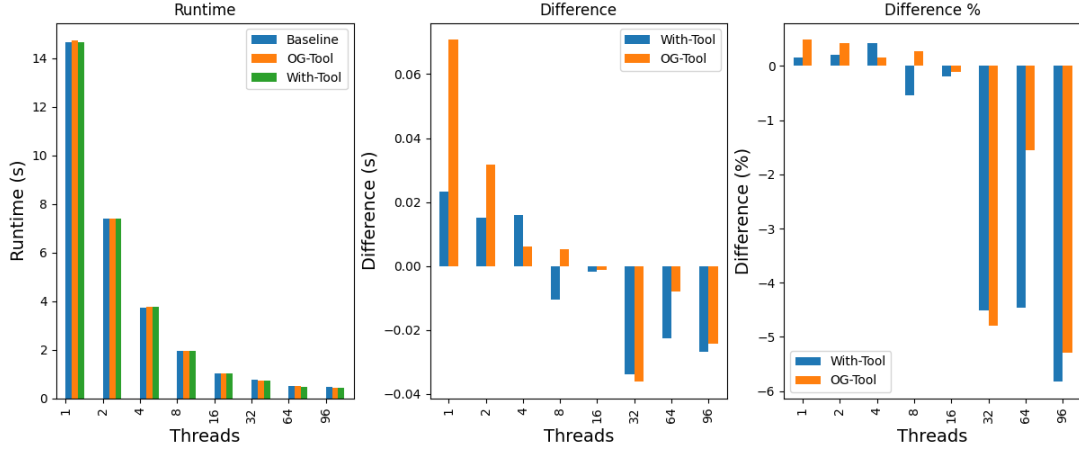 Runtime
Baseline
OG-Tool
With-Tool
14
12
10
8
6
4
2
0
Runtime (s)
1
2
4
8
16
32
64
96
Threads
Difference
With-Tool
OG-Tool
0.06
0.04
0.02
0.00
−0.02
−0.04
Difference (s)
1
2
4
8
16
32
64
96
Threads
Difference %
0
−1
−2
−3
−4
−5
−6
Difference (%)
With-Tool
OG-Tool
1
2
4
8
16
32
64
96
Threads